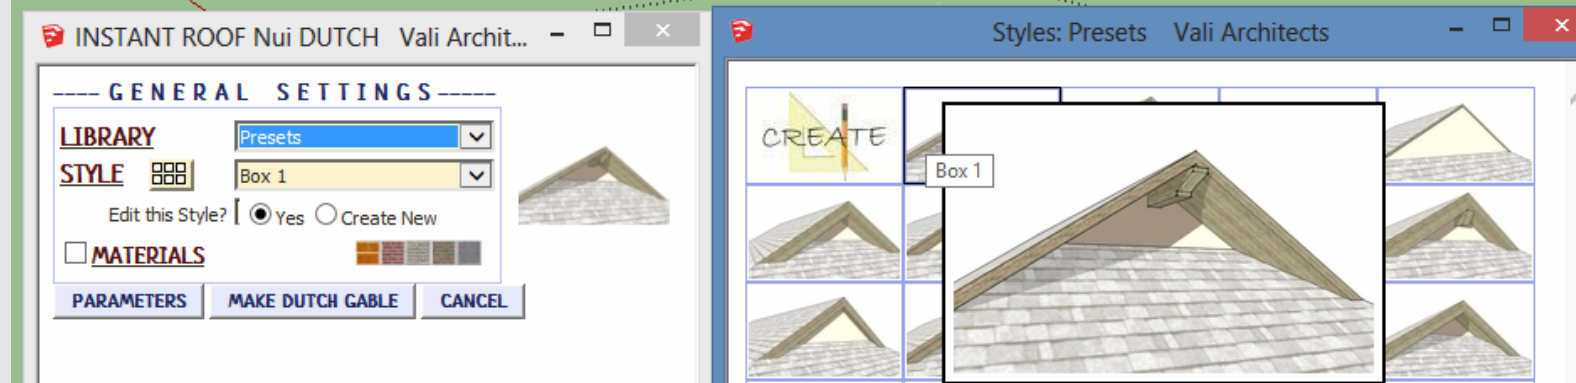 INSTANT ROOF Nui DUTCH Vali Archit...
---- GENERAL SETTINGS-----
LIBRARY Presets
STYLE Box 1
Edit this Style? Yes Create New
MATERIALS
PARAMETERS MAKE DUTCH GABLE CANCEL
Styles: Presets Vali Architects
CREATE
Box 1